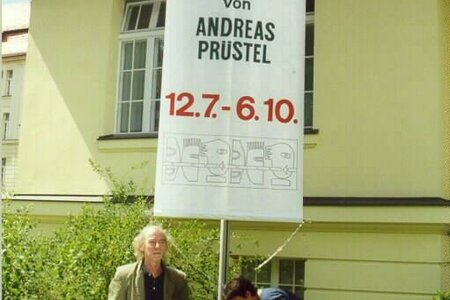 von
ANDREAS
PRÜSTEL
12.7.-6.10.